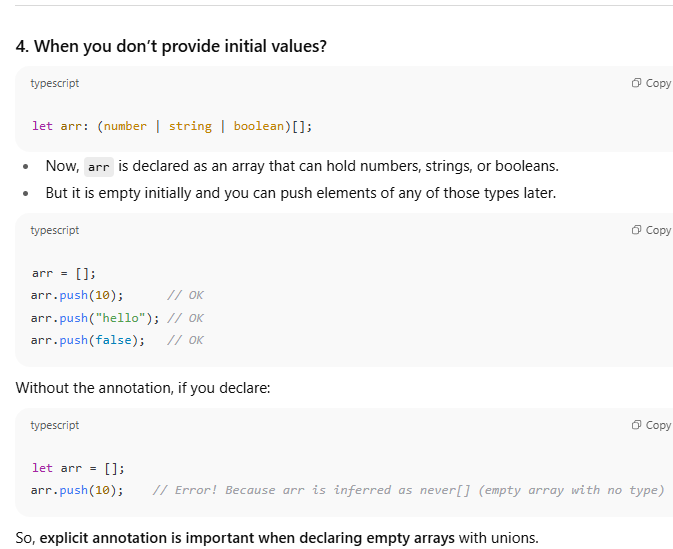 4. When you don’t provide initial values?
typescript
Copy
let arr: (number | string | boolean)[];
Now, arr is declared as an array that can hold numbers, strings, or booleans.
But it is empty initially and you can push elements of any of those types later.
typescript
Copy
arr = [];
arr.push(10);      // OK
arr.push("hello"); // OK
arr.push(false);   // OK
Without the annotation, if you declare:
typescript
Copy
let arr = [];
arr.push(10);    // Error! Because arr is inferred as never[] (empty array with no type)
So, explicit annotation is important when declaring empty arrays with unions.